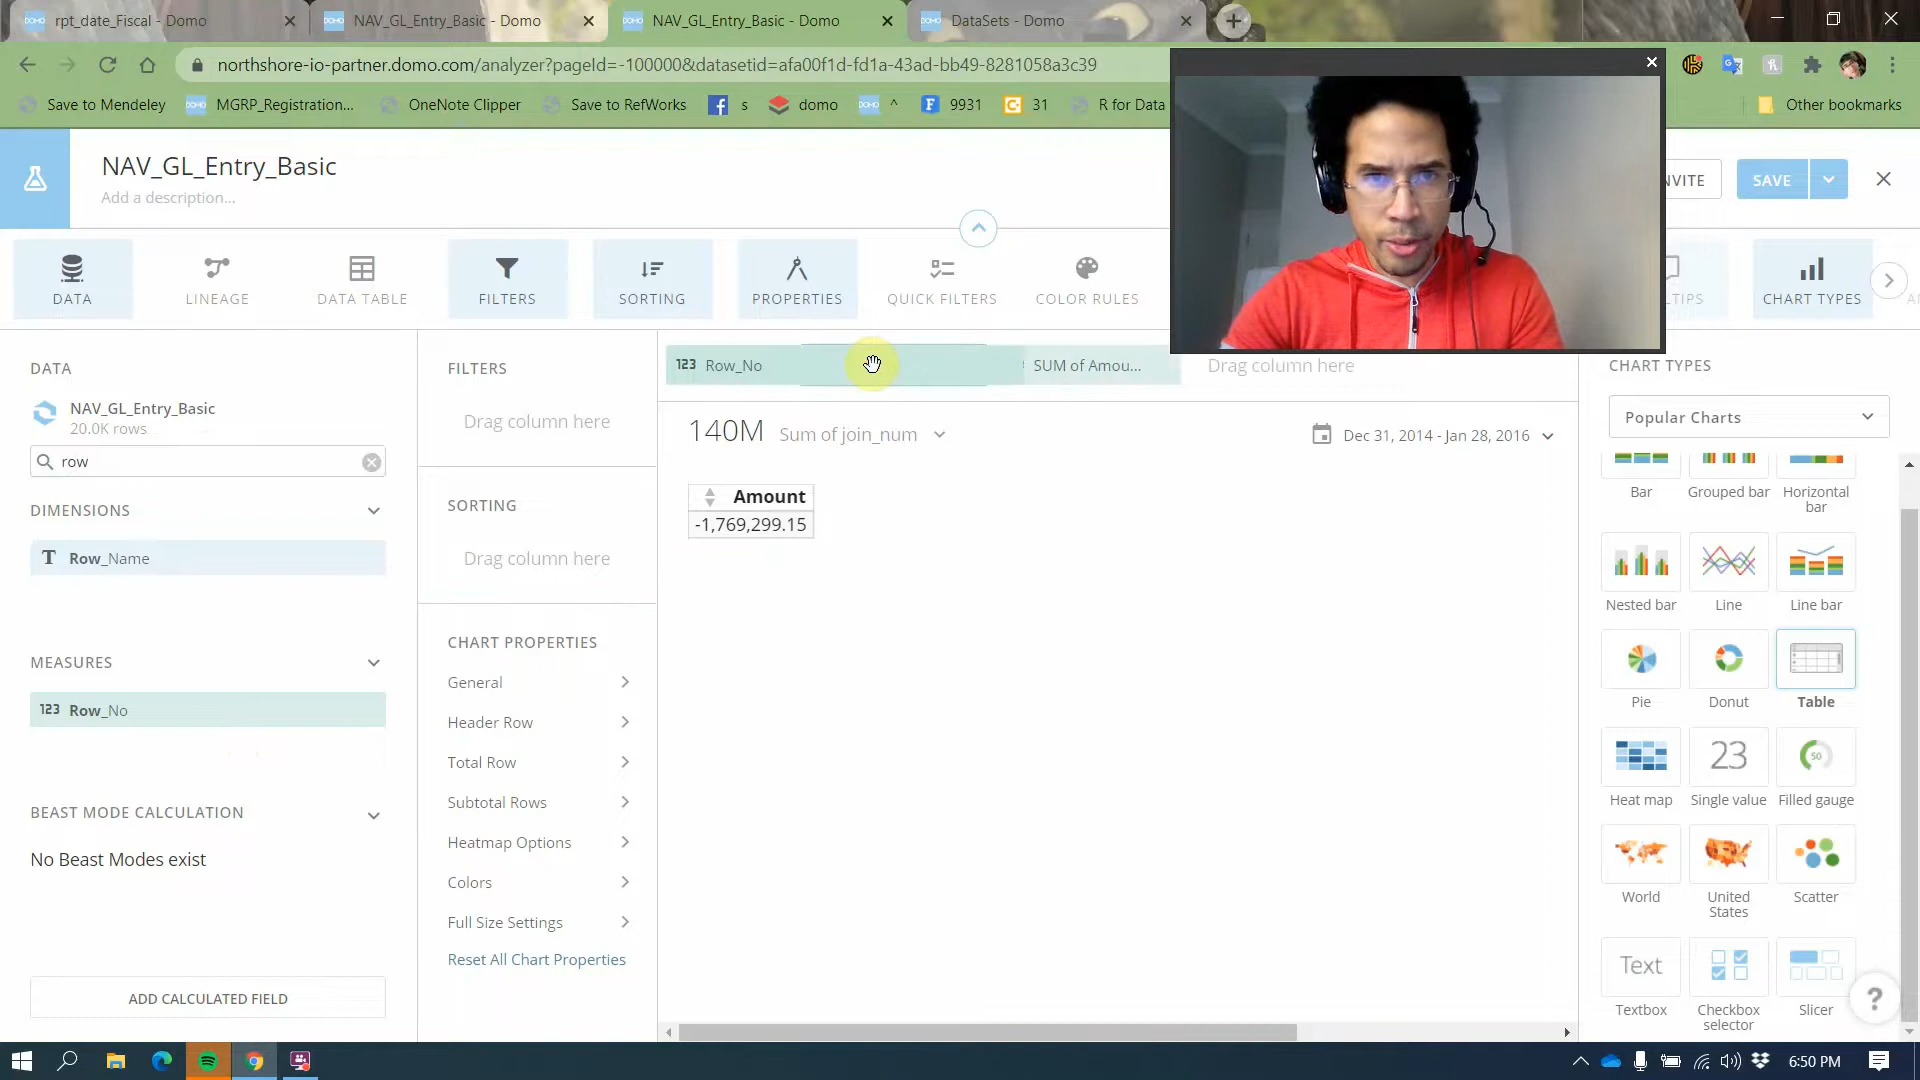 rpt_date_Fiscal - Domo
NAV_GL_Entry_Basic - Domo
NAV_GL_Entry_Basic - Domo
DataSets - Domo
northshore-io-partner.domo.com/analyzer?pageId=-100000&datasetid=afa00f1d-fd1a-43ad-bb49-8281058a3c39
Save to Mendeley
MGRP_Registration...
OneNote Clipper
Save to RefWorks
s
domo
^
9931
31
R for Data
Other bookmarks
NAV_GL_Entry_Basic
Add a description...
SAVE
DATA
LINEAGE
DATA TABLE
FILTERS
SORTING
PROPERTIES
QUICK FILTERS
COLOR RULES
CHART TYPES
DATA
NAV_GL_Entry_Basic
20.0K rows
row
DIMENSIONS
T Row_Name
MEASURES
123 Row_No
BEAST MODE CALCULATION
No Beast Modes exist
ADD CALCULATED FIELD
FILTERS
Drag column here
SORTING
Drag column here
CHART PROPERTIES
General
Header Row
Total Row
Subtotal Rows
Heatmap Options
Colors
Full Size Settings
Reset All Chart Properties
123 Row_No
SUM of Amou...
Drag column here
140M Sum of join_num
Dec 31, 2014 - Jan 28, 2016
Amount
-1,769,299.15
CHART TYPES
Popular Charts
Bar
Grouped bar
Horizontal
bar
Nested bar
Line
Line bar
Pie
Donut
Table
23
50
Heat map
Single value
Filled gauge
World
United
States
Scatter
Text
Textbox
Checkbox
selector
Slicer
?
6:50 PM